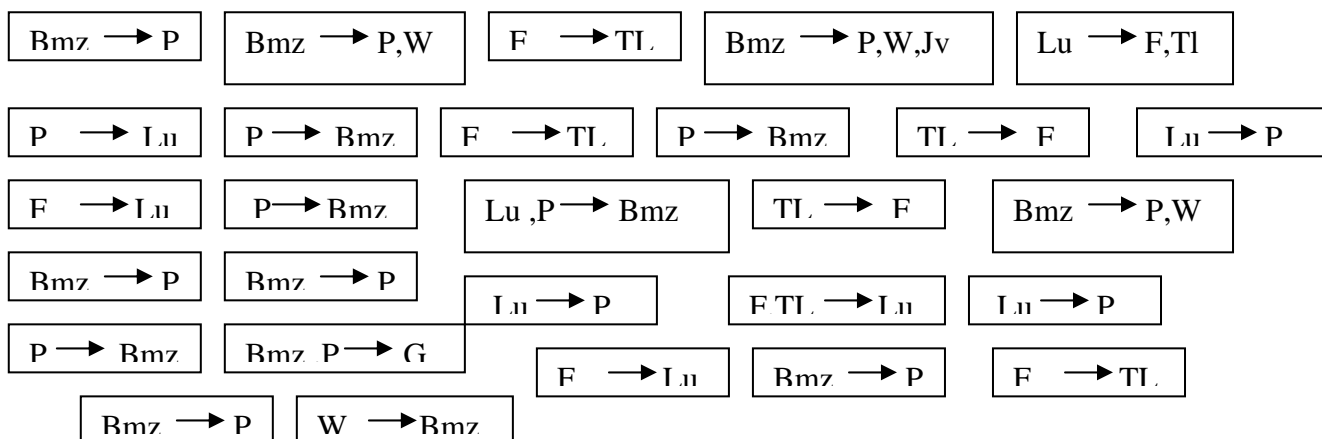 Bmz → P
Bmz → P,W
F → TL
Bmz → P,W,Jv
Lu → F,Tl
P → Lu
P → Bmz
F → TL
P → Bmz
TL → F
Lu → P
F → Lu
P → Bmz
Lu ,P → Bmz
TL → F
Bmz → P,W
Bmz → P
Bmz → P
Lu → P
F,TL → Lu
Lu → P
P → Bmz
Bmz ,P → G
F → Lu
Bmz → P
F → TL
Bmz → P
W → Bmz